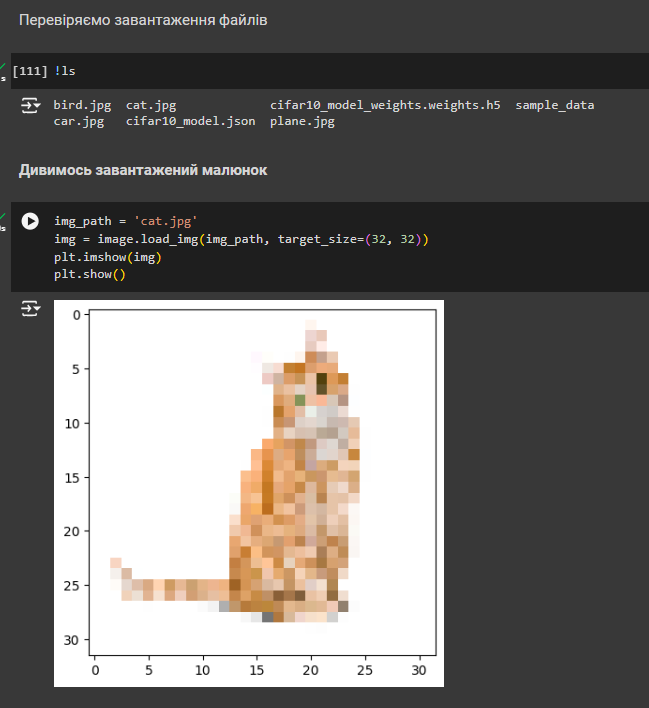 Перевіряємо завантаження файлів
[111] !ls
bird.jpg cat.jpg cifar10_model_weights.weights.h5 sample_data
car.jpg cifar10_model.json plane.jpg
Дивимось завантажений малюнок
img_path = 'cat.jpg'
img = image.load_img(img_path, target_size=(32, 32))
plt.imshow(img)
plt.show()
0
5
10
15
20
25
30
0 5 10 15 20 25 30